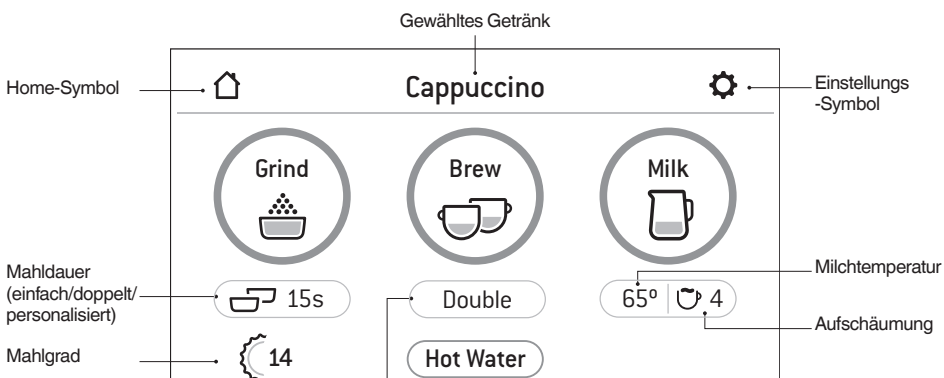 Gewähltes Getränk
Home-Symbol
Cappuccino
Einstellungs
-Symbol
Grind
Brew
Milk
Mahldauer
(einfach/doppelt/
personalisiert)
15s
Double
65º
4
Milchtemperatur
Aufschäumung
Mahlgrad
14
Hot Water